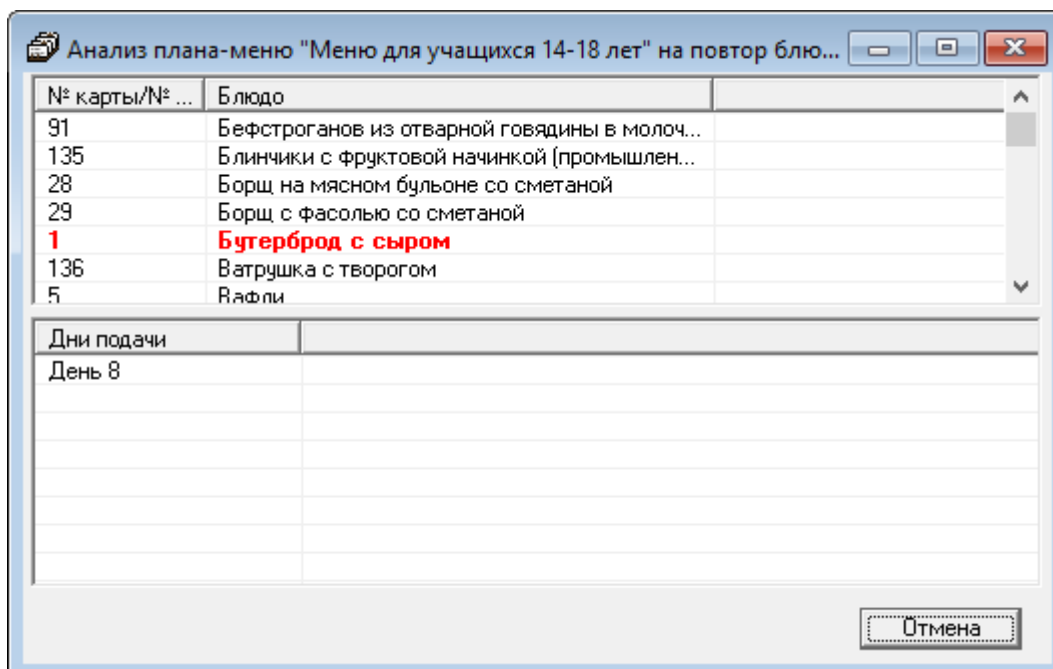 Анализ плана-меню "Меню для учащихся 14-18 лет" на повтор блю...
№ карты/№ ... Блюдо
91 Бефстроганов из отварной говядины в молоч...
135 Блинчики с фруктовой начинкой (промышлен...
28 Борщ на мясном бульоне со сметаной
29 Борщ с фасолью со сметаной
1 Бутерброд с сыром
136 Ватрушка с творогом
5 Вафли
Дни подачи
День 8
Отмена